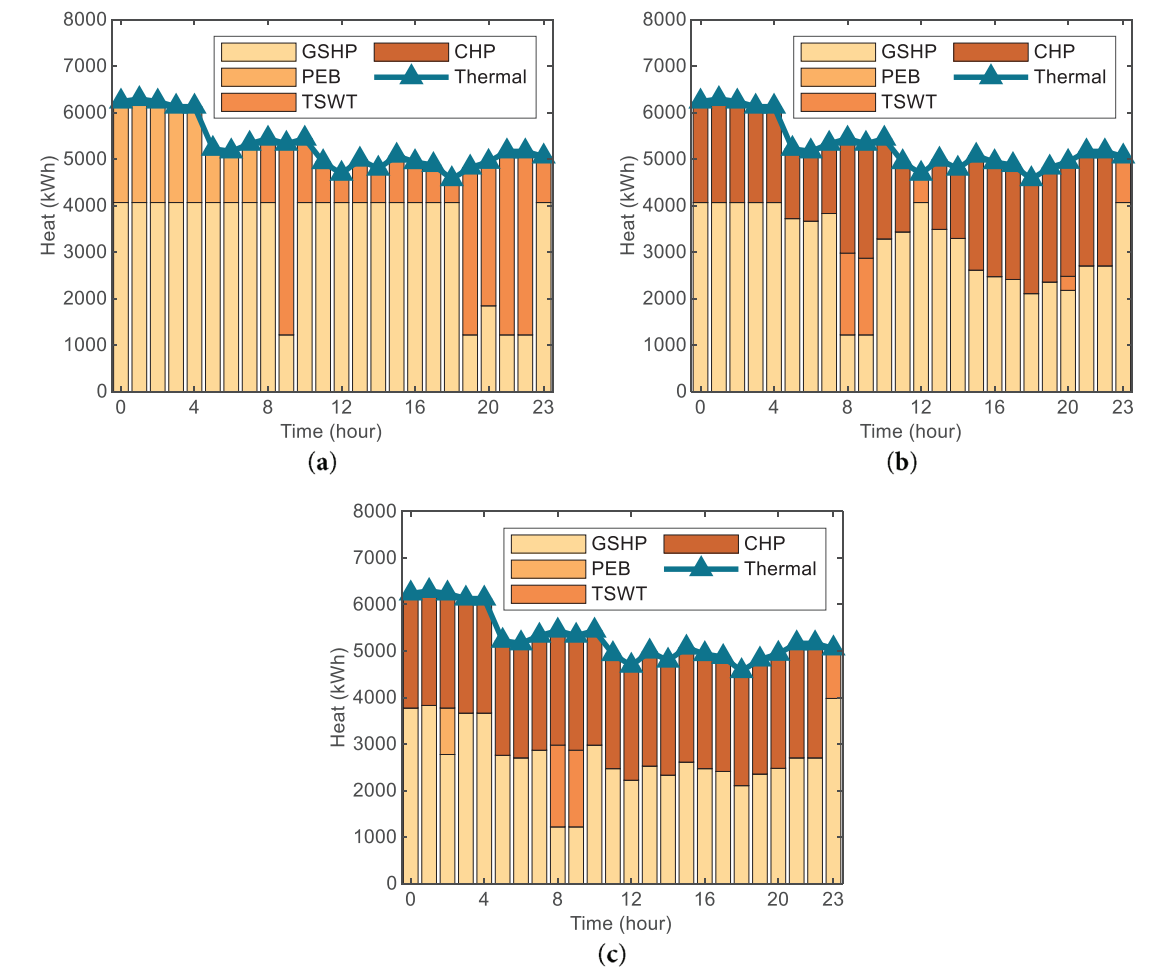 8000
7000
6000
5000
4000
3000
2000
1000
0
Heat (kWh)
GSHP
PEB
TSWT
CHP
Thermal
0 4 8 12 16 20 23
Time (hour)
(a)
8000
7000
6000
5000
4000
3000
2000
1000
0
Heat (kWh)
GSHP
PEB
TSWT
CHP
Thermal
0 4 8 12 16 20 23
Time (hour)
(b)
8000
7000
6000
5000
4000
3000
2000
1000
0
Heat (kWh)
GSHP
PEB
TSWT
CHP
Thermal
0 4 8 12 16 20 23
Time (hour)
(c)